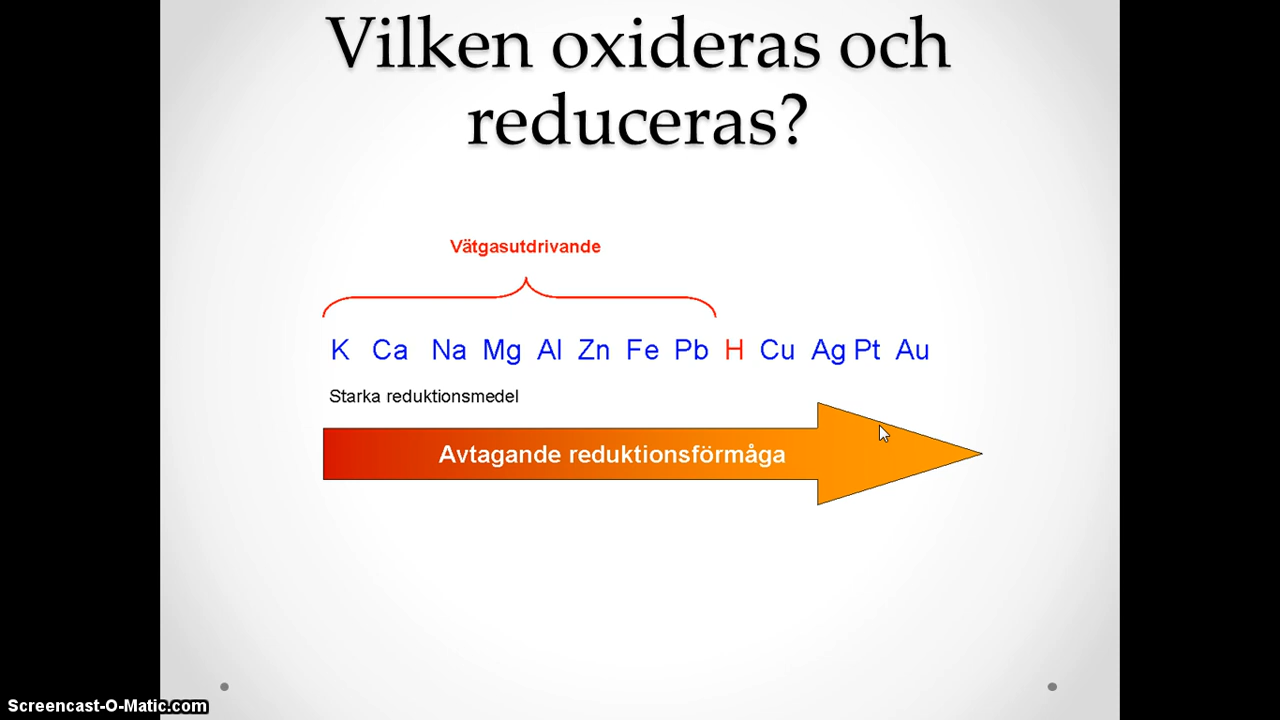 Vilken oxideras och
reduceras?
Vätgasutdrivande
K Ca Na Mg Al Zn Fe Pb H Cu Ag Pt Au
Starka reduktionsmedel
Avtagande reduktionsförmåga
Screencast-O-Matic.com